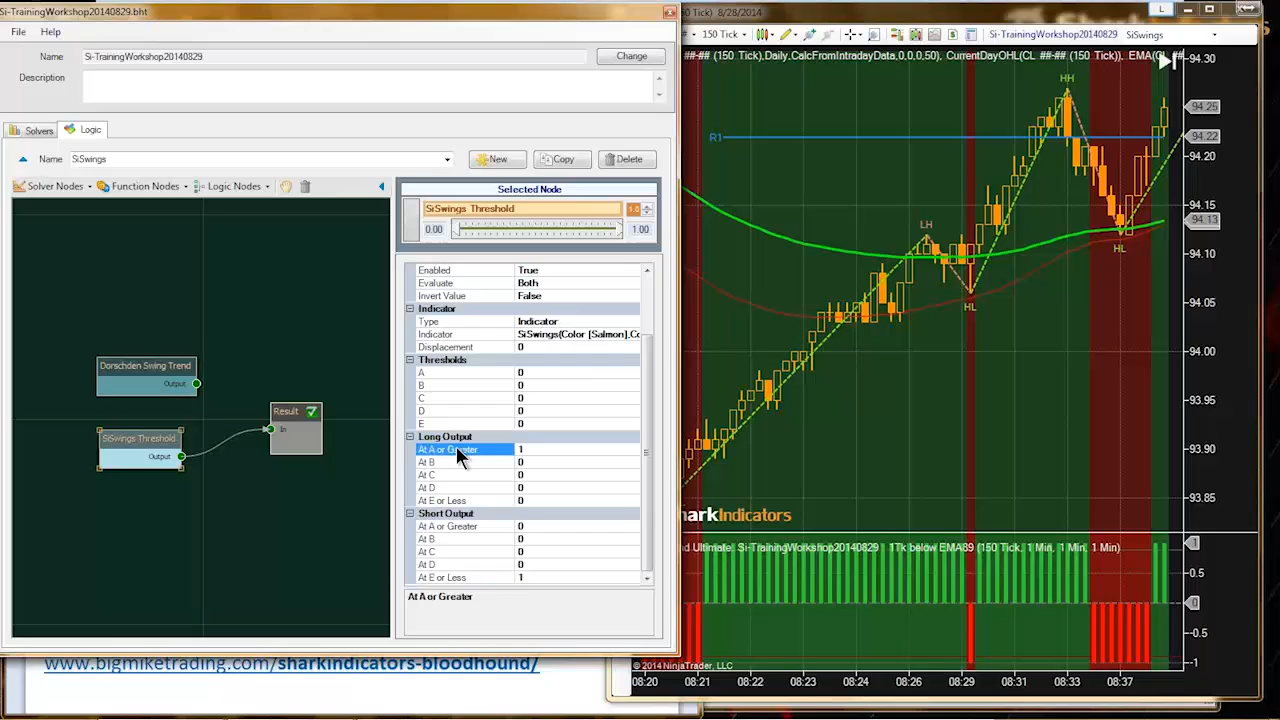 Si-TrainingWorkshop20140829.bht
File Help
Name Si-TrainingWorkshop20140829 Change
Description
Solvers Logic
Name SiSwings New Copy Delete
Solver Nodes Function Nodes Logic Nodes
Dorschden Swing Trend
Output
SiSwings Threshold
Output
Result
In
Selected Node
SiSwings Threshold 1.0
0.00 1.00
Enabled True
Evaluate Both
Invert Value False
Indicator
Type Indicator
Indicator SiSwings(Color [Salmon],Co
Displacement 0
Thresholds
A 0
B 0
C 0
D 0
E 0
Long Output
At A or Greater 1
At B 0
At C 0
At D 0
At E or Less 0
Short Output
At A or Greater 0
At B 0
At C 0
At D 0
At E or Less 1
At A or Greater
www.bigmiketrading.com/sharkindicators-bloodhound/
Tick) 8/28/2014
L
150 Tick Si-TrainingWorkshop20140829 SiSwings
##-## (150 Tick),Daily,CalcFromIntradayData,0,0,0,50), CurrentDayOHL(CL ##-## (150 Tick)), EMA(CL ##
R1
HH
LH
HL
HL
94.30
94.25
94.22
94.20
94.15
94.13
94.10
94.05
94.00
93.95
93.90
93.85
arkIndicators
nd Ultimate: Si-TrainingWorkshop20140829 1Tk below EMA89 (150 Tick, 1 Min, 1 Min, 1 Min)
1
0.5
0
-0.5
-1
© 2014 NinjaTrader, LLC
08:20 08:22 08:23 08:24 08:26 08:29 08:31 08:33 08:37